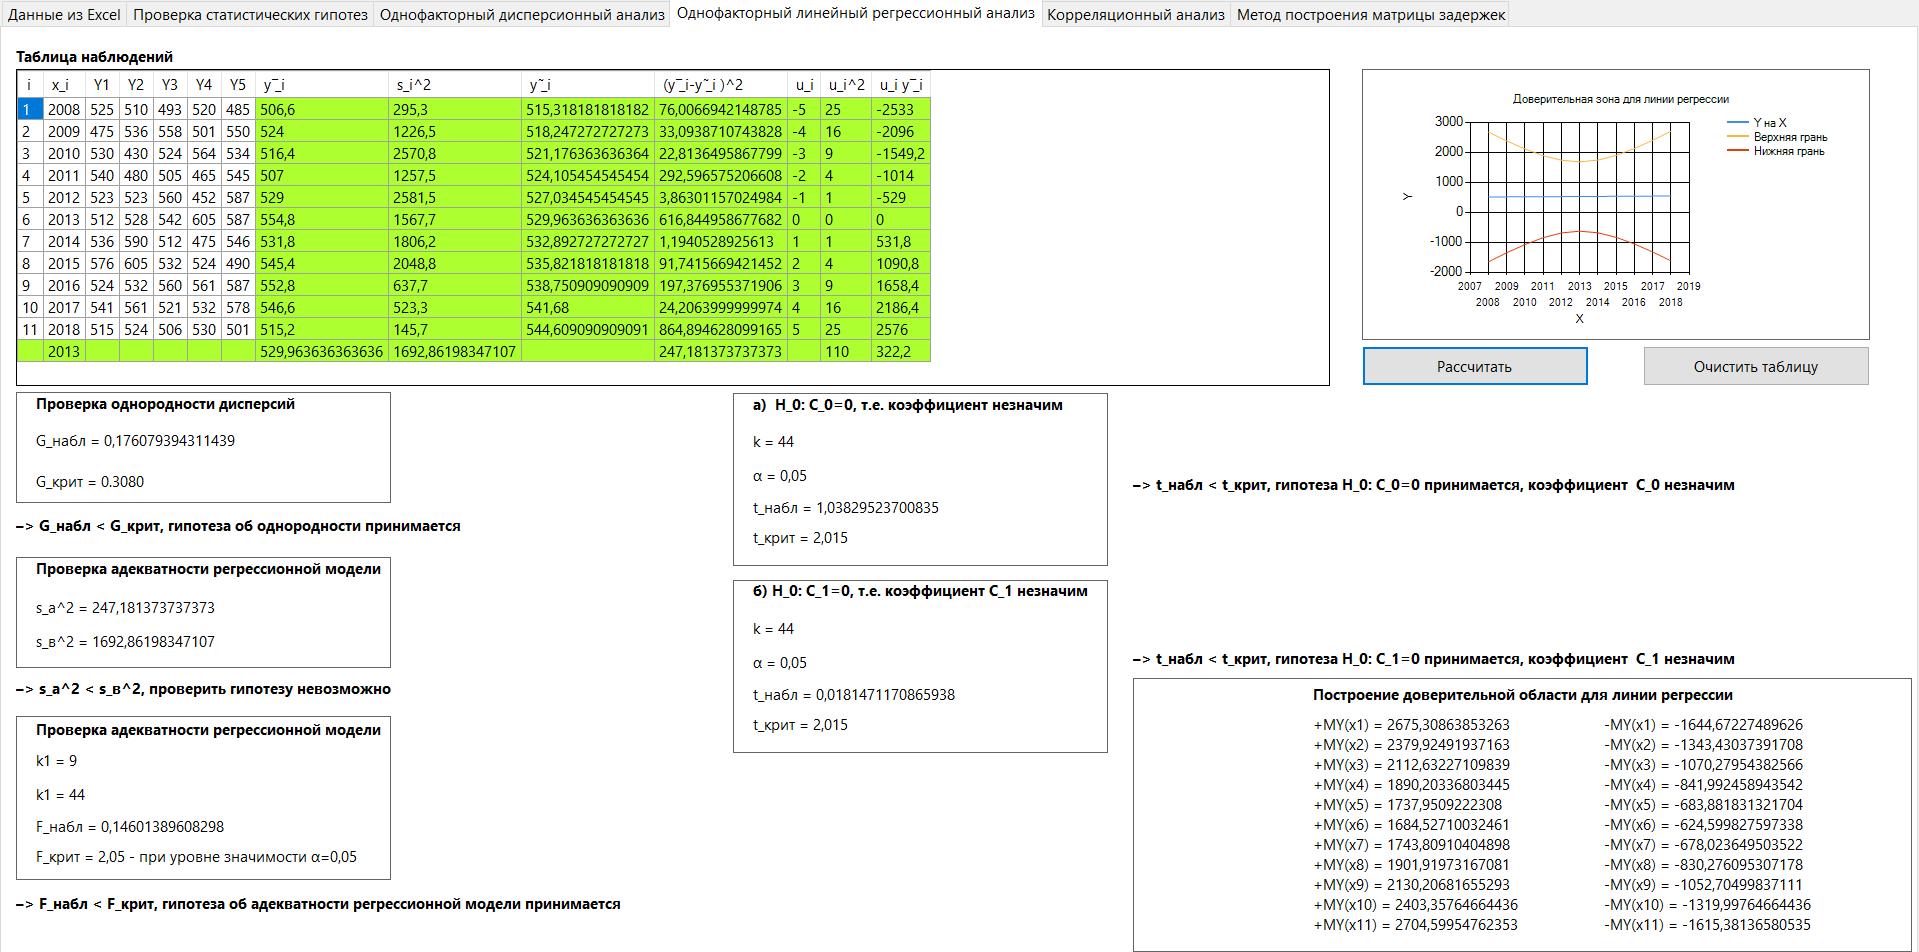 Данные из Excel Проверка статистических гипотез Однофакторный дисперсионный анализ Однофакторный линейный регрессионный анализ Корреляционный анализ Метод построения матрицы задержек
Таблица наблюдений
i x_i Y1 Y2 Y3 Y4 Y5 y¯_i s_i^2 y˜_i (y¯_i-y˜_i )^2 u_i u_i^2 u_i y¯_i
1 2008 525 510 493 520 485 506,6 295,3 515,318181818182 76,0066942148785 -5 25 -2533
2 2009 475 536 558 501 550 524 1226,5 518,247272727273 33,0938710743828 -4 16 -2096
3 2010 530 430 524 564 534 516,4 2570,8 521,176363636364 22,8136495867799 -3 9 -1549,2
4 2011 540 480 505 465 545 507 1257,5 524,105454545454 292,596575206608 -2 4 -1014
5 2012 523 523 560 452 587 529 2581,5 527,034545454545 3,86301157024984 -1 1 -529
6 2013 512 528 542 605 587 554,8 1567,7 529,963636363636 616,844958677682 0 0 0
7 2014 536 590 512 475 546 531,8 1806,2 532,892727272727 1,1940528925613 1 1 531,8
8 2015 576 605 532 524 490 545,4 2048,8 535,821818181818 91,7415669421452 2 4 1090,8
9 2016 524 532 560 561 587 552,8 637,7 538,750909090909 197,376955371906 3 9 1658,4
10 2017 541 561 521 532 578 546,6 523,3 541,68 24,2063999999974 4 16 2186,4
11 2018 515 524 506 530 501 515,2 145,7 544,609090909091 864,894628099165 5 25 2576
2013 529,963636363636 1692,86198347107 247,181373737373 110 322,2
Доверительная зона для линии регрессии
3000
2000
1000
0
-1000
-2000
Y
2007 2009 2011 2013 2015 2017 2019
2008 2010 2012 2014 2016 2018
X
Y на X
Верхняя грань
Нижняя грань
Рассчитать Очистить таблицу
Проверка однородности дисперсий
G_набл = 0,176079394311439
G_крит = 0.3080
–> G_набл < G_крит, гипотеза об однородности принимается
Проверка адекватности регрессионной модели
s_a^2 = 247,181373737373
s_в^2 = 1692,86198347107
–> s_a^2 < s_в^2, проверить гипотезу невозможно
Проверка адекватности регрессионной модели
k1 = 9
k1 = 44
F_набл = 0,14601389608298
F_крит = 2,05 - при уровне значимости α=0,05
–> F_набл < F_крит, гипотеза об адекватности регрессионной модели принимается
а) H_0: C_0=0, т.е. коэффициент незначим
k = 44
α = 0,05
t_набл = 1,03829523700835
t_крит = 2,015
–> t_набл < t_крит, гипотеза H_0: C_0=0 принимается, коэффициент C_0 незначим
б) H_0: C_1=0, т.е. коэффициент C_1 незначим
k = 44
α = 0,05
t_набл = 0,0181471170865938
t_крит = 2,015
–> t_набл < t_крит, гипотеза H_0: C_1=0 принимается, коэффициент C_1 незначим
Построение доверительной области для линии регрессии
+MY(x1) = 2675,30863853263 -MY(x1) = -1644,67227489626
+MY(x2) = 2379,92491937163 -MY(x2) = -1343,43037391708
+MY(x3) = 2112,63227109839 -MY(x3) = -1070,27954382566
+MY(x4) = 1890,20336803445 -MY(x4) = -841,992458943542
+MY(x5) = 1737,9509222308 -MY(x5) = -683,881831321704
+MY(x6) = 1684,52710032461 -MY(x6) = -624,599827597338
+MY(x7) = 1743,80910404898 -MY(x7) = -678,023649503522
+MY(x8) = 1901,91973167081 -MY(x8) = -830,276095307178
+MY(x9) = 2130,20681655293 -MY(x9) = -1052,70499837111
+MY(x10) = 2403,35764664436 -MY(x10) = -1319,99764664436
+MY(x11) = 2704,59954762353 -MY(x11) = -1615,38136580535